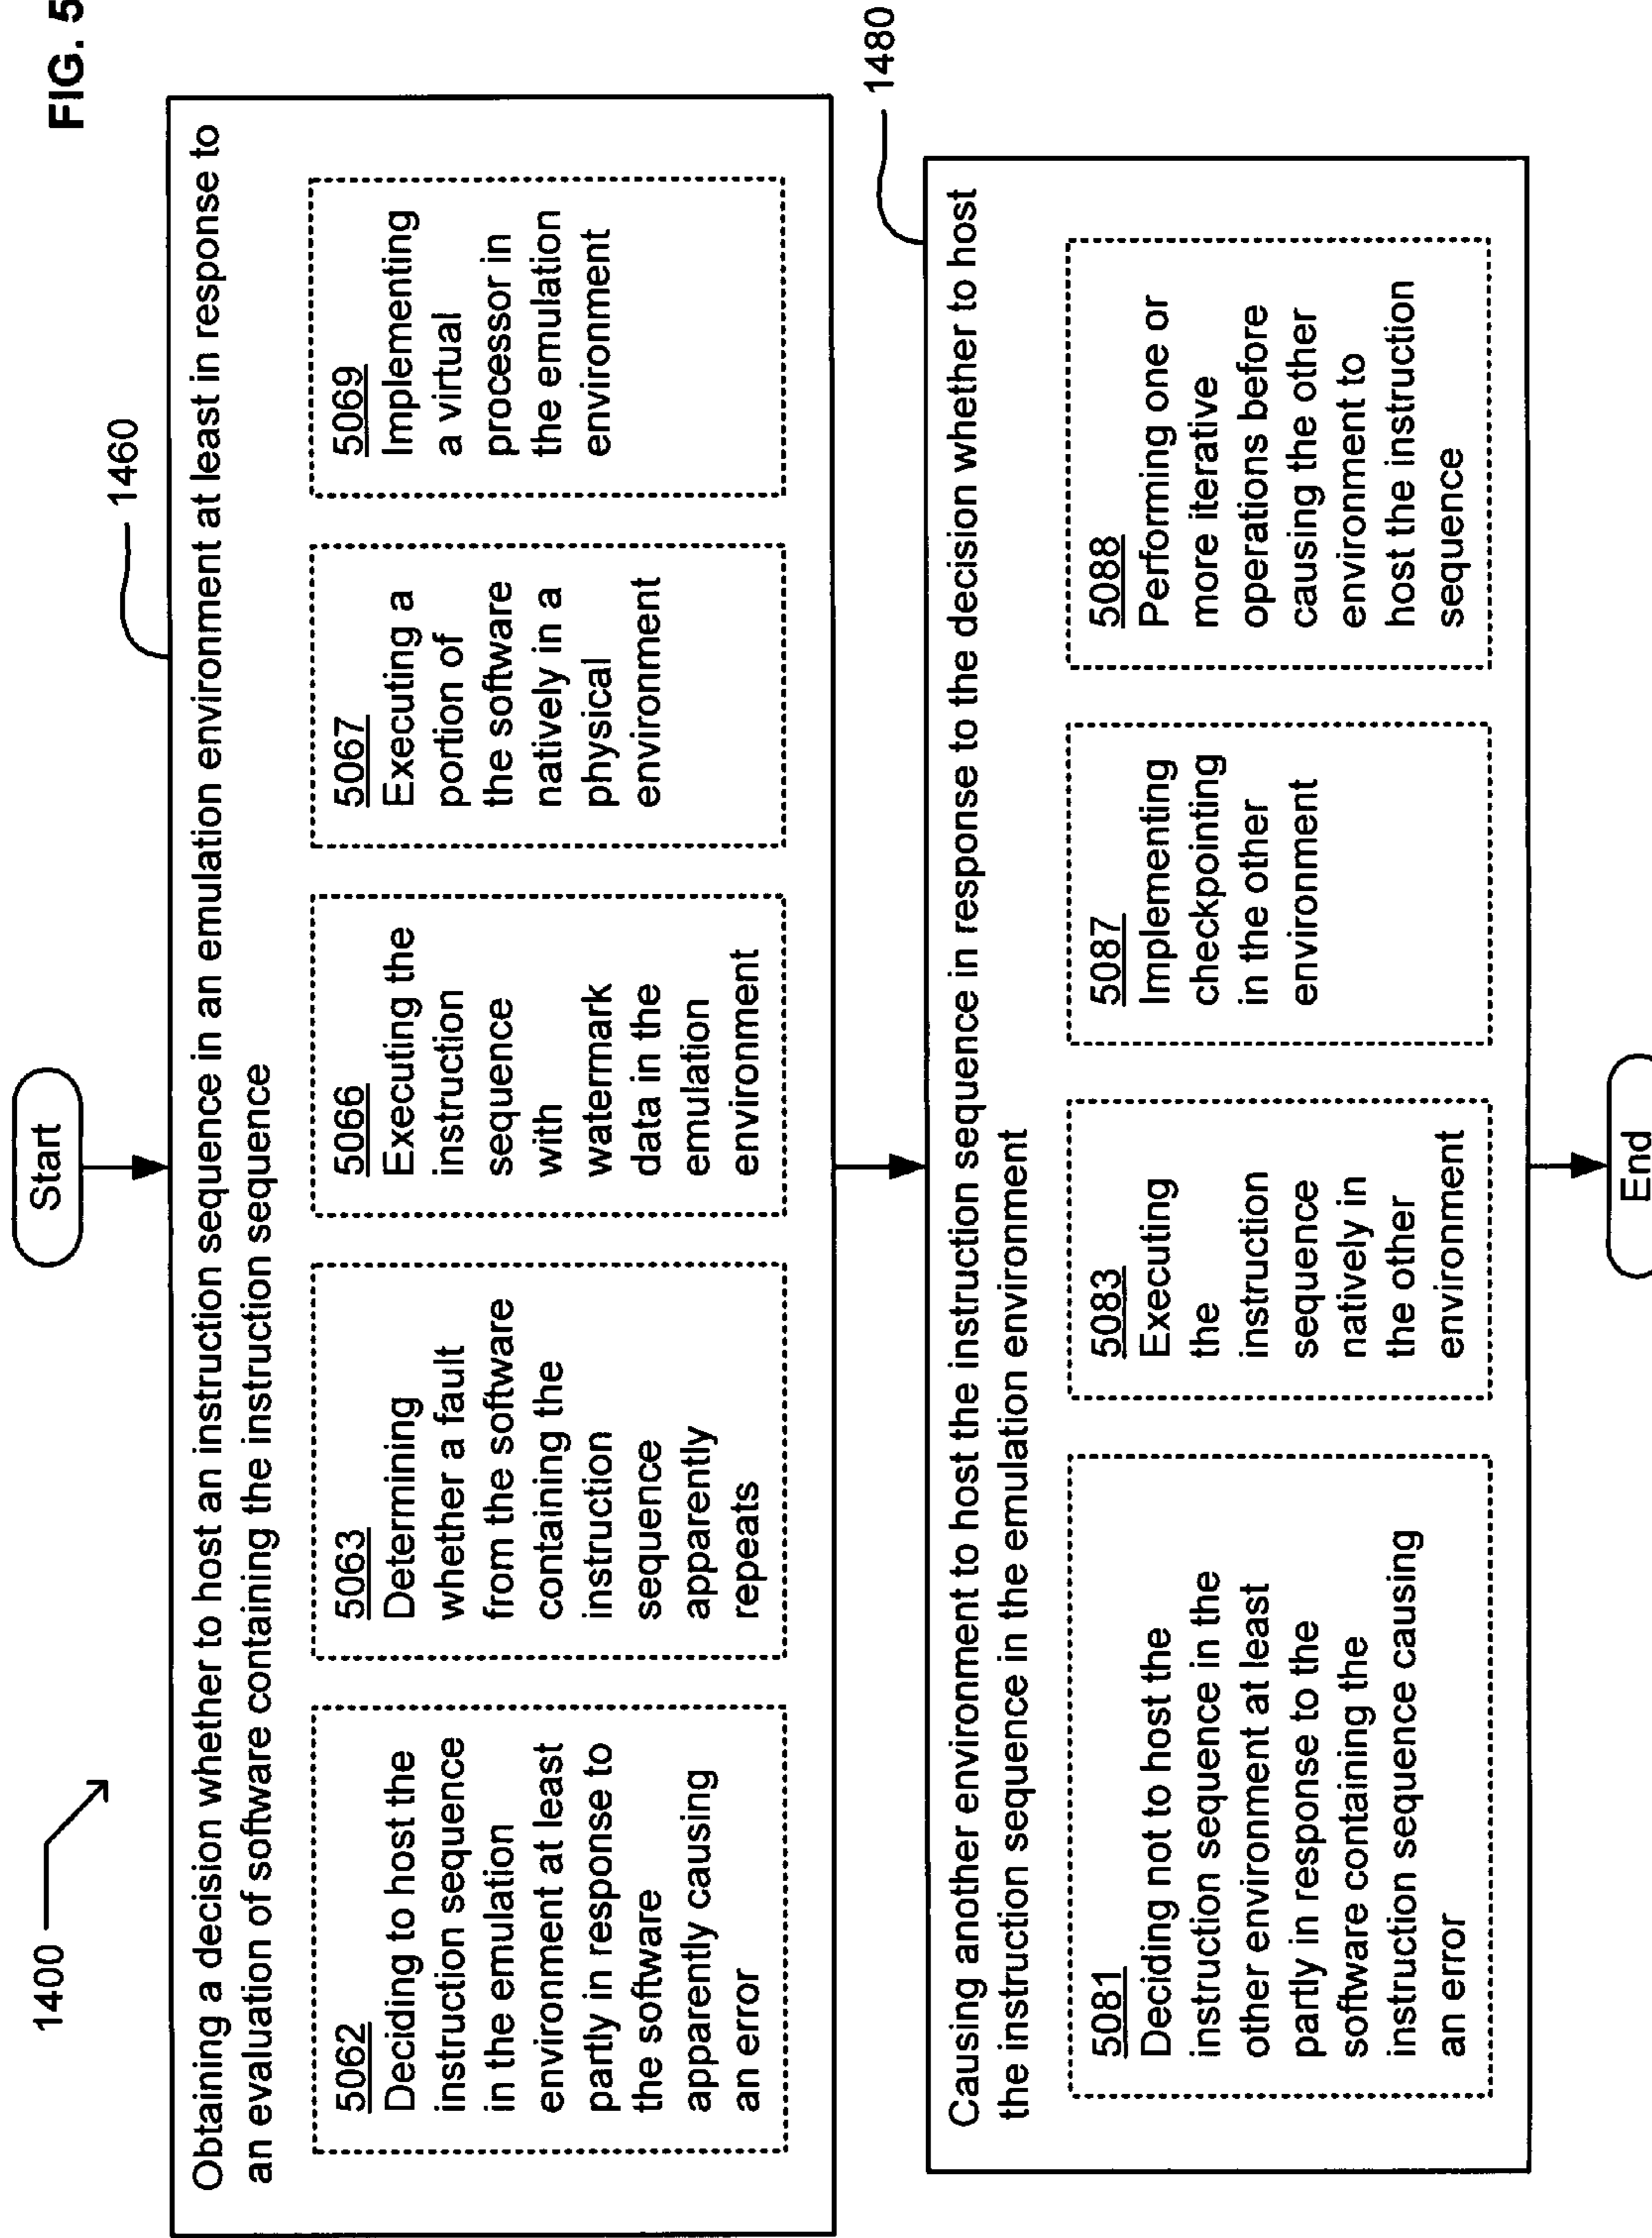 FIG. 5
1400
Start
1460
Obtaining a decision whether to host an instruction sequence in an emulation environment at least in response to
an evaluation of software containing the instruction sequence
5062
Deciding to host the
instruction sequence
in the emulation
environment at least
partly in response to
the software
apparently causing
an error
5063
Determining
whether a fault
from the software
containing the
instruction
sequence
apparently
repeats
5066
Executing the
instruction
sequence
with
watermark
data in the
emulation
environment
5067
Executing a
portion of
the software
natively in a
physical
environment
5069
Implementing
a virtual
processor in
the emulation
environment
1480
Causing another environment to host the instruction sequence in response to the decision whether to host
the instruction sequence in the emulation environment
5081
Deciding not to host the
instruction sequence in the
other environment at least
partly in response to the
software containing the
instruction sequence causing
an error
5083
Executing
the
instruction
sequence
natively in
the other
environment
5087
Implementing
checkpointing
in the other
environment
5088
Performing one or
more iterative
operations before
causing the other
environment to
host the instruction
sequence
End